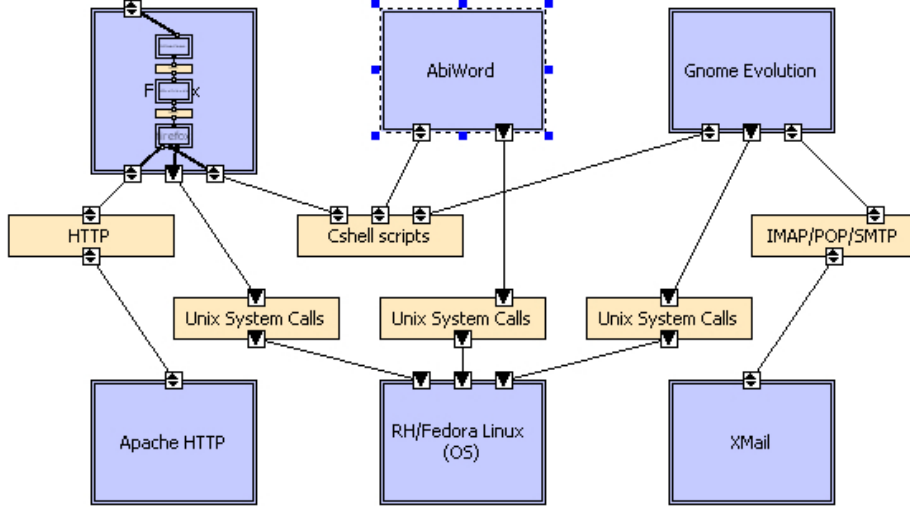 AbiWord
Gnome Evolution
HTTP
Cshell scripts
IMAP/POP/SMTP
Unix System Calls
Unix System Calls
Unix System Calls
Apache HTTP
RH/Fedora Linux
(OS)
XMail